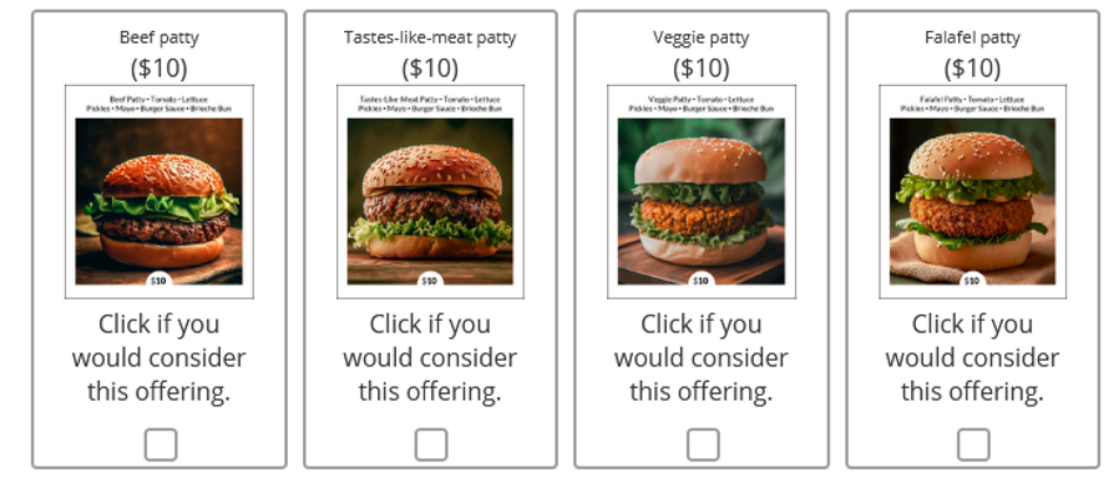 Beef patty
($10)
Beef Patty • Tomato • Lettuce
Pickles • Mayo • Burger Sauce • Brioche Bun
$10
Click if you
would consider
this offering.
Tastes-like-meat patty
($10)
Tastes-Like-Meat Patty • Tomato • Lettuce
Pickles • Mayo • Burger Sauce • Brioche Bun
$10
Click if you
would consider
this offering.
Veggie patty
($10)
Veggie Patty • Tomato • Lettuce
Pickles • Mayo • Burger Sauce • Brioche Bun
$10
Click if you
would consider
this offering.
Falafel patty
($10)
Falafel Patty • Tomato • Lettuce
Pickles • Mayo • Burger Sauce • Brioche Bun
$10
Click if you
would consider
this offering.